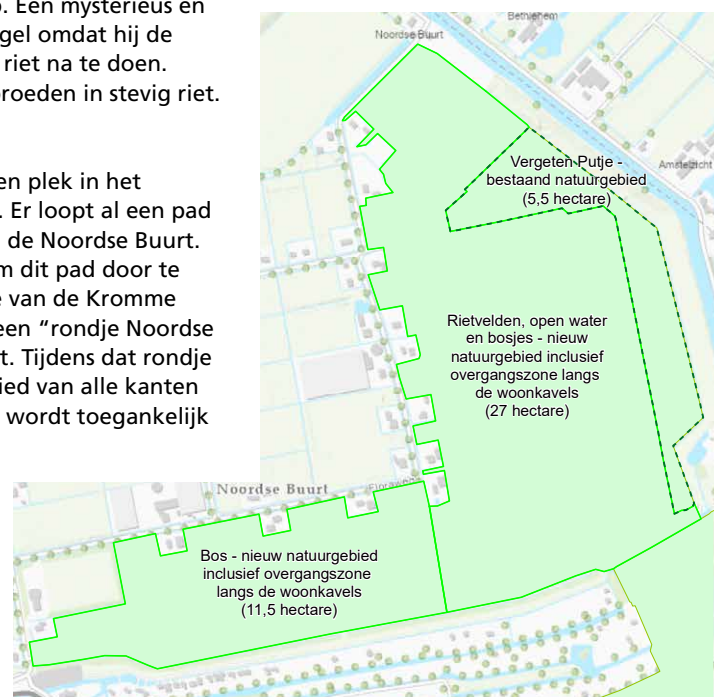 o. Een mysterieus en
gel omdat hij de
riet na te doen.
broeden in stevig riet.
en plek in het
. Er loopt al een pad
de Noordse Buurt.
m dit pad door te
e van de Kromme
een “rondje Noordse
t. Tijdens dat rondje
ied van alle kanten
wordt toegankelijk
Bethlehem
Noordse Buurt
Amstelzicht
Vergeten Putje -
bestaand natuurgebied
(5,5 hectare)
Rietvelden, open water
en bosjes - nieuw
natuurgebied inclusief
overgangszone langs
de woonkavels
(27 hectare)
Noordse Buurt
Bos - nieuw natuurgebied
inclusief overgangszone
langs de woonkavels
(11,5 hectare)